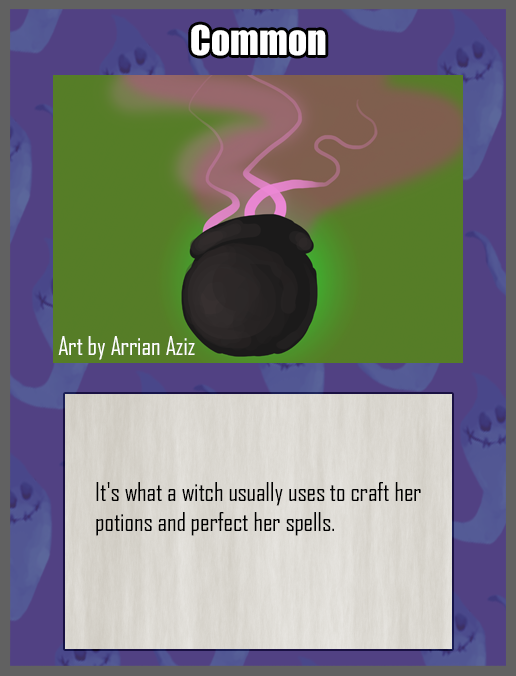 Common
Art by Arrian Aziz
It's what a witch usually uses to craft her
potions and perfect her spells.